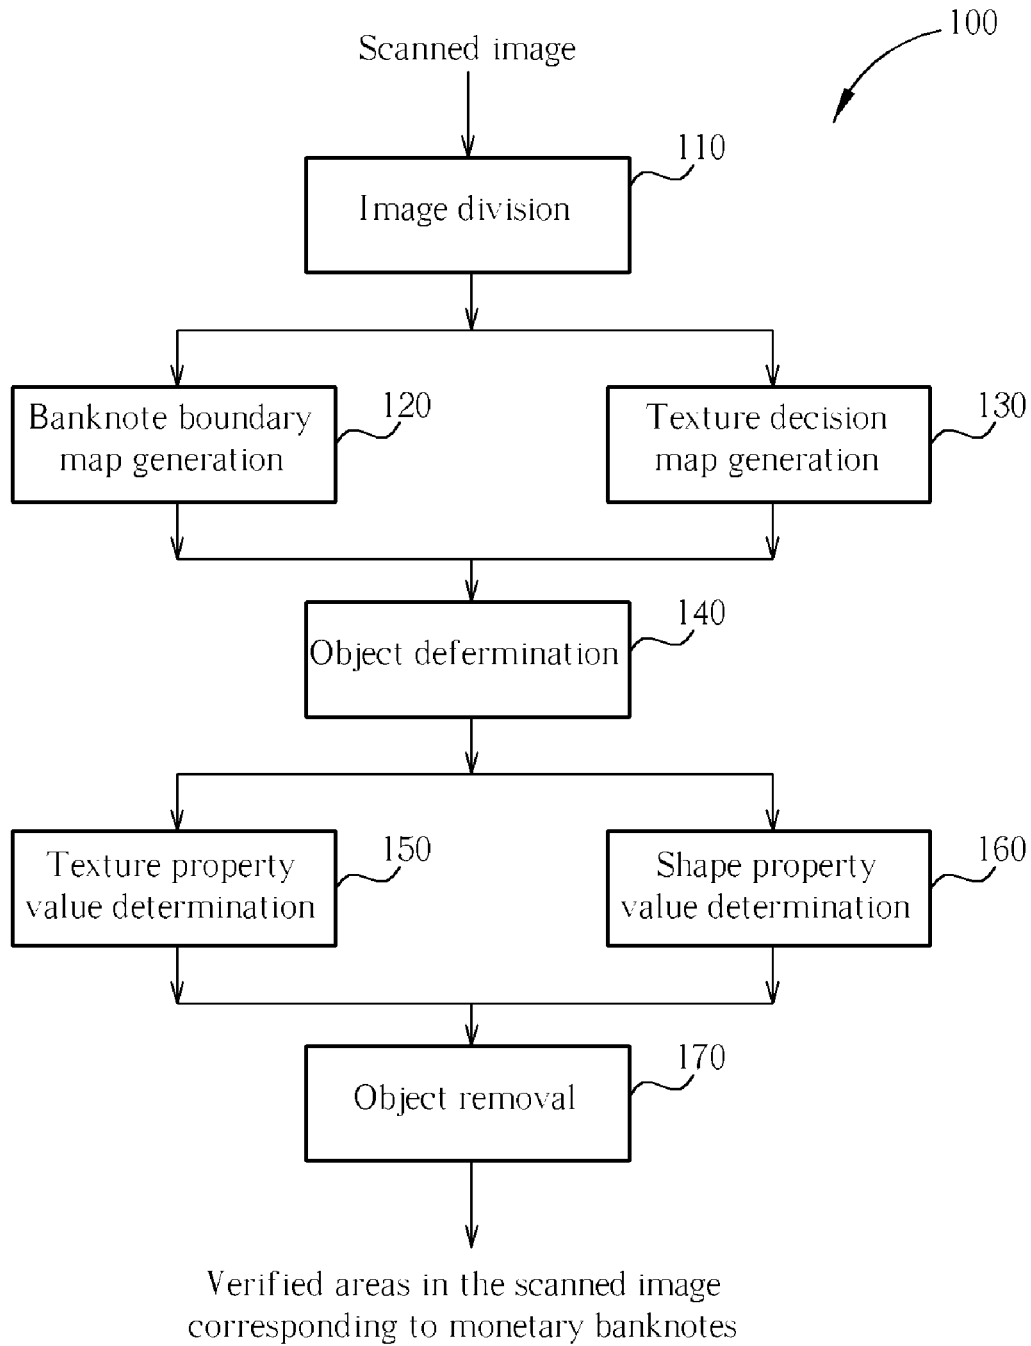 100
Scanned image
110
Image division
120
Banknote boundary
map generation
130
Texture decision
map generation
140
Object defermination
150
Texture property
value determination
160
Shape property
value determination
170
Object removal
Verified areas in the scanned image
corresponding to monetary banknotes